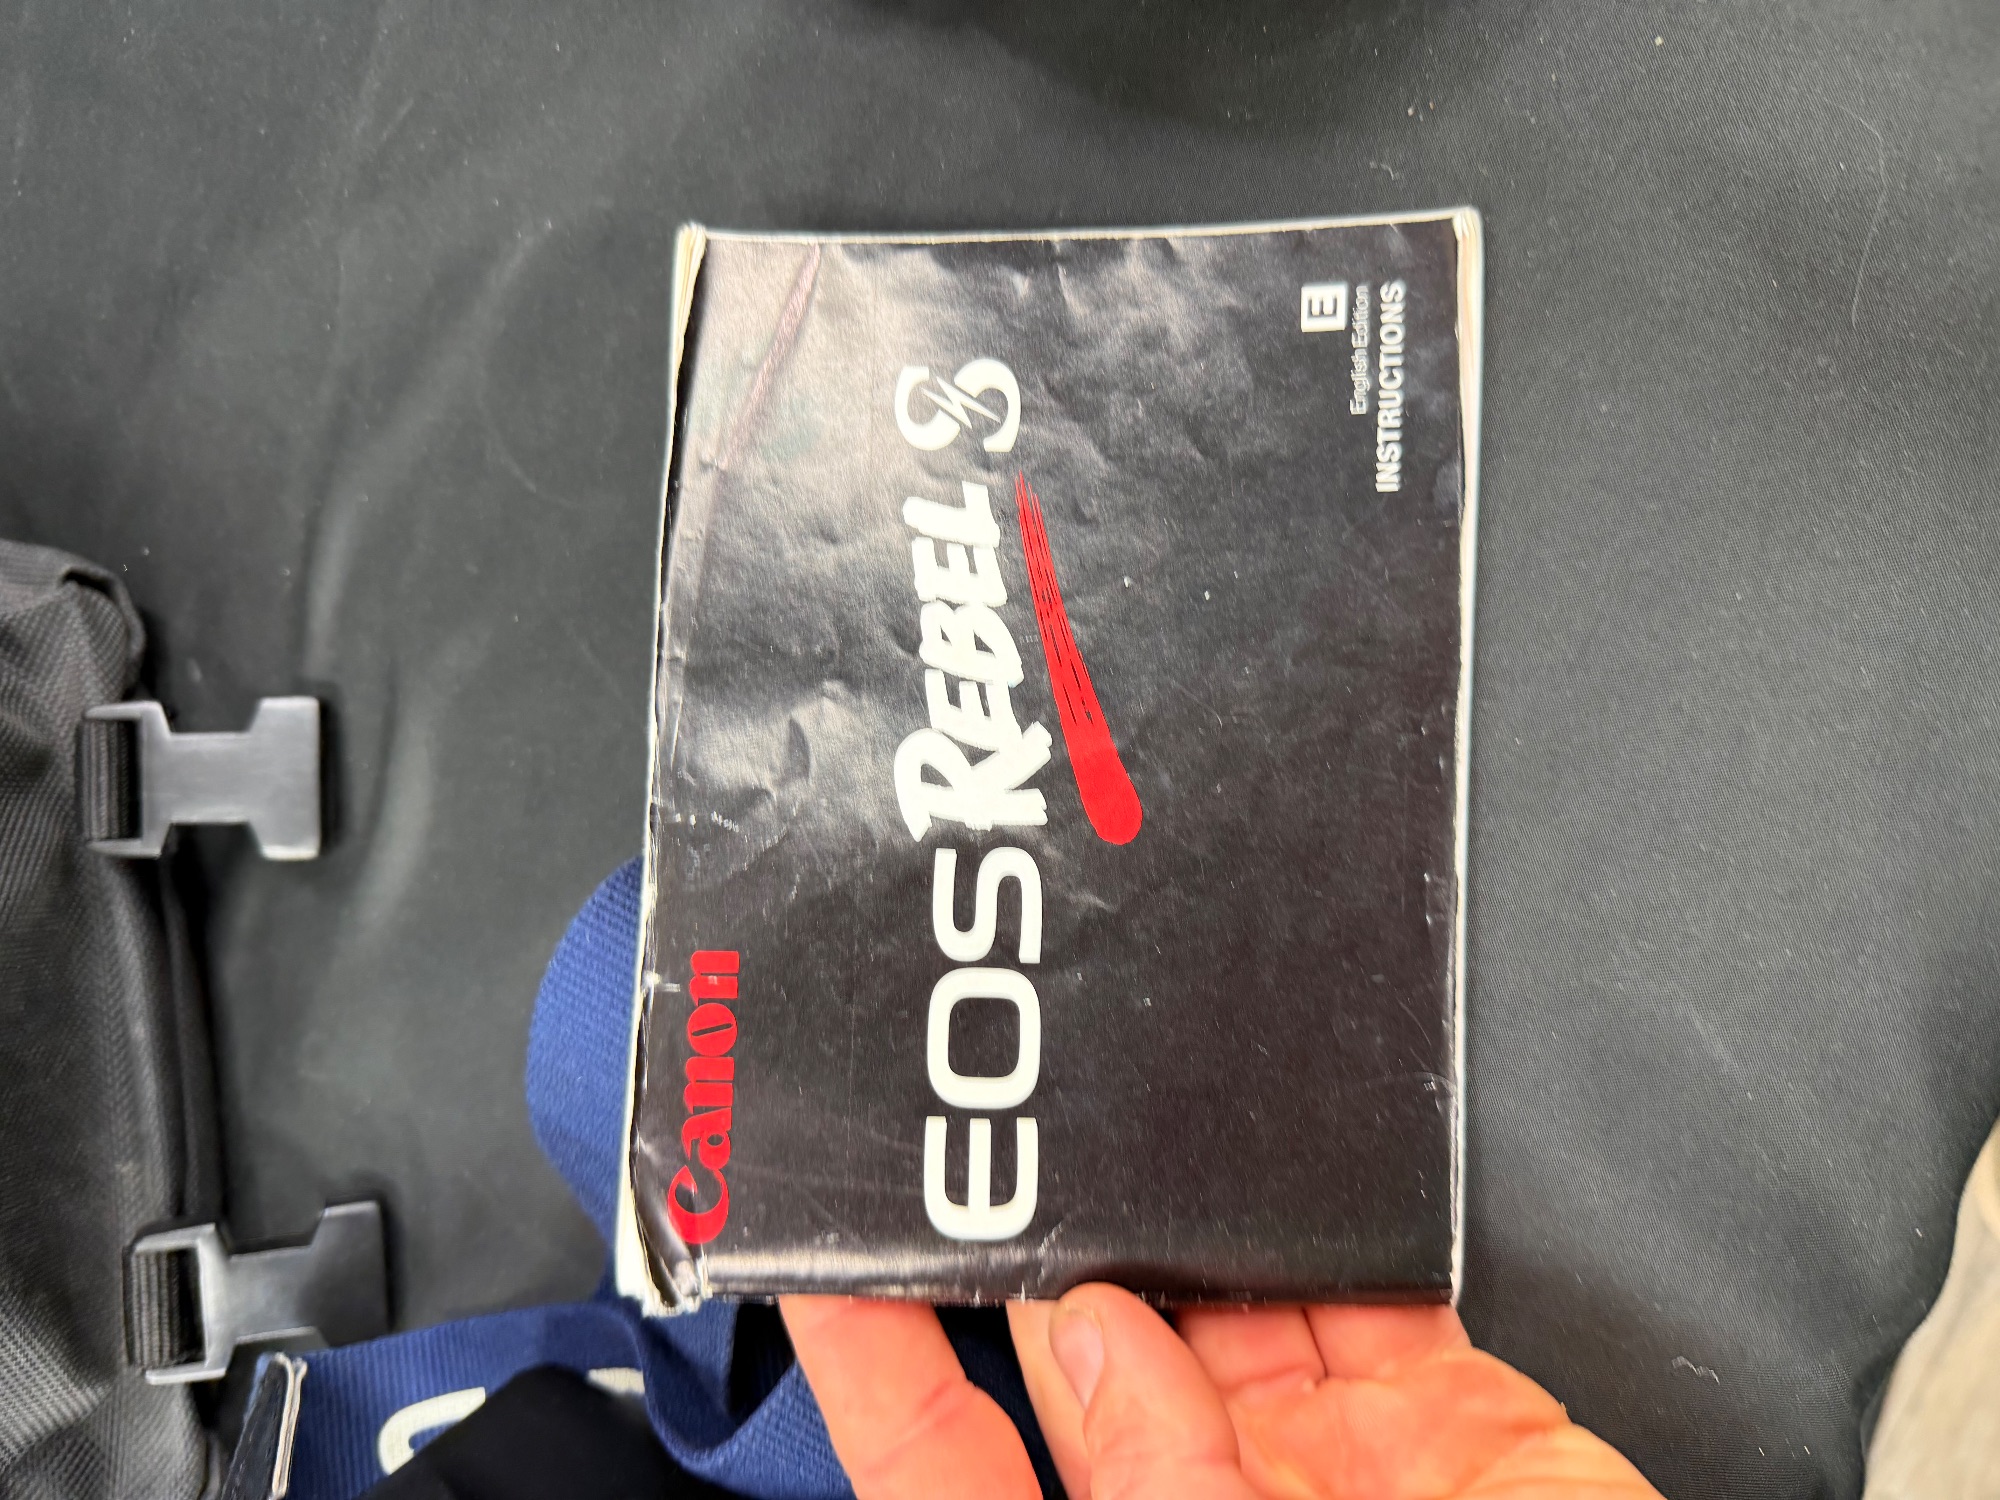 Canon
EOS REBEL S
E
English Edition
INSTRUCTIONS